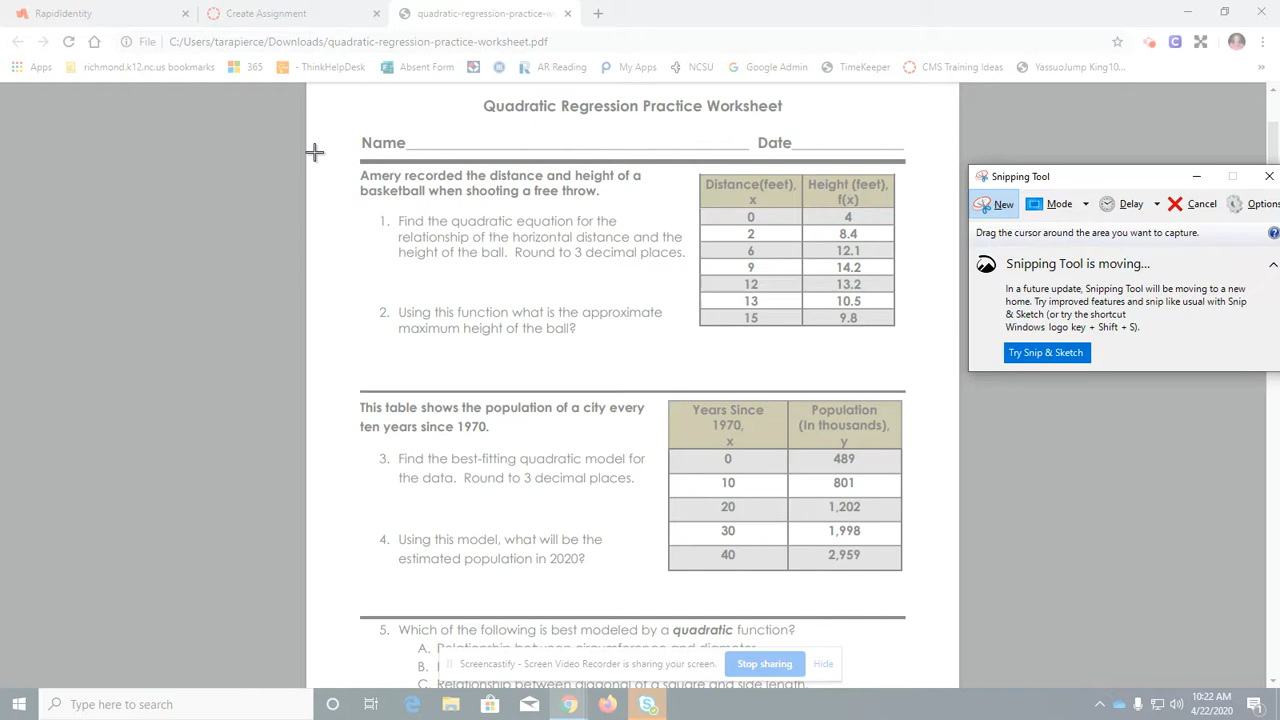 RapidIdentity
Create Assignment
quadratic-regression-practice-w
File
C:/Users/tarapierce/Downloads/quadratic-regression-practice-worksheet.pdf
Apps
richmond.k12.nc.us bookmarks
365
- ThinkHelpDesk
Absent Form
AR Reading
My Apps
NCSU
Google Admin
TimeKeeper
CMS Training Ideas
YassuoJump King10...
»
Quadratic Regression Practice Worksheet
Name Date
Amery recorded the distance and height of a
basketball when shooting a free throw.
1. Find the quadratic equation for the
relationship of the horizontal distance and the
height of the ball. Round to 3 decimal places.
2. Using this function what is the approximate
maximum height of the ball?
Distance(feet), Height (feet),
x f(x)
0 4
2 8.4
6 12.1
9 14.2
12 13.2
13 10.5
15 9.8
This table shows the population of a city every
ten years since 1970.
3. Find the best-fitting quadratic model for
the data. Round to 3 decimal places.
4. Using this model, what will be the
estimated population in 2020?
Years Since Population
1970, (In thousands),
x y
0 489
10 801
20 1,202
30 1,998
40 2,959
5. Which of the following is best modeled by a quadratic function?
A. Relationship between circumference and diameter
B.
C. Relationship between diagonal of a square and side length.
Snipping Tool
New Mode Delay Cancel Options
Drag the cursor around the area you want to capture.
Snipping Tool is moving...
In a future update, Snipping Tool will be moving to a new
home. Try improved features and snip like usual with Snip
& Sketch (or try the shortcut
Windows logo key + Shift + S).
Try Snip & Sketch
Screencastify - Screen Video Recorder is sharing your screen.
Stop sharing
Hide
Type here to search
10:22 AM
4/22/2020